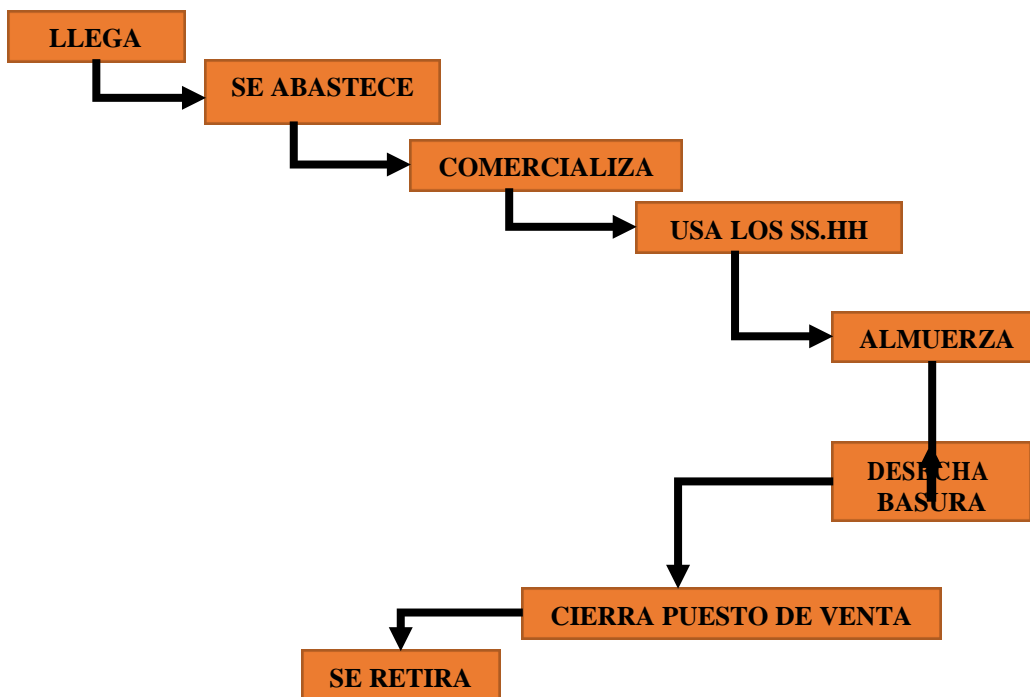 LLEGA
SE ABASTECE
COMERCIALIZA
USA LOS SS.HH
ALMUERZA
DESECHA
BASURA
CIERRA PUESTO DE VENTA
SE RETIRA